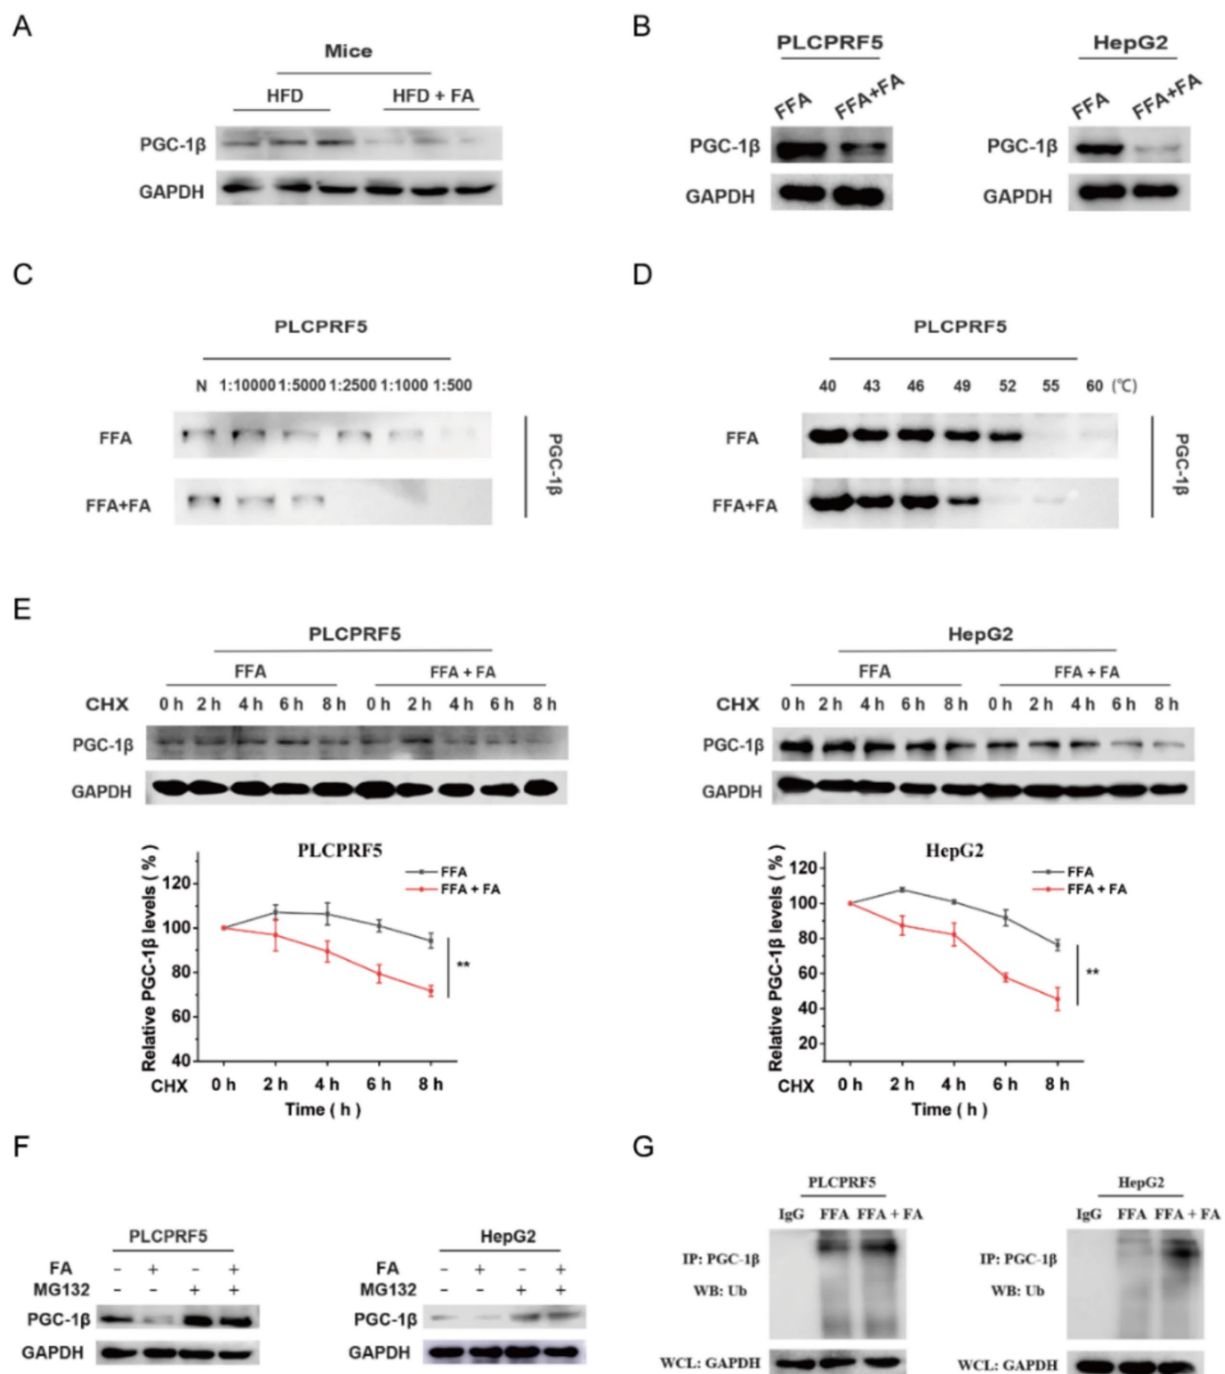 A
Mice
HFD HFD + FA
PGC-1β
GAPDH
B
PLCPRF5 HepG2
FFA FFA+FA FFA FFA+FA
PGC-1β PGC-1β
GAPDH GAPDH
C
PLCPRF5
N 1:10000 1:5000 1:2500 1:1000 1:500
FFA
FFA+FA
PGC-1β
D
PLCPRF5
40 43 46 49 52 55 60 (℃)
FFA
FFA+FA
PGC-1β
E
PLCPRF5
FFA FFA + FA
CHX 0 h 2 h 4 h 6 h 8 h 0 h 2 h 4 h 6 h 8 h
PGC-1β
GAPDH
HepG2
FFA FFA + FA
CHX 0 h 2 h 4 h 6 h 8 h 0 h 2 h 4 h 6 h 8 h
PGC-1β
GAPDH
PLCPRF5
FFA
FFA + FA
Relative PGC-1β levels ( % )
120
100
80
60
40
**
CHX 0 h 2 h 4 h 6 h 8 h
Time ( h )
HepG2
FFA
FFA + FA
Relative PGC-1β levels ( % )
120
100
80
60
40
20
**
CHX 0 h 2 h 4 h 6 h 8 h
Time ( h )
F
PLCPRF5
FA - + - +
MG132 - - + +
PGC-1β
GAPDH
HepG2
FA - + - +
MG132 - - + +
PGC-1β
GAPDH
G
PLCPRF5
IgG FFA FFA + FA
IP: PGC-1β
WB: Ub
WCL: GAPDH
HepG2
IgG FFA FFA + FA
IP: PGC-1β
WB: Ub
WCL: GAPDH